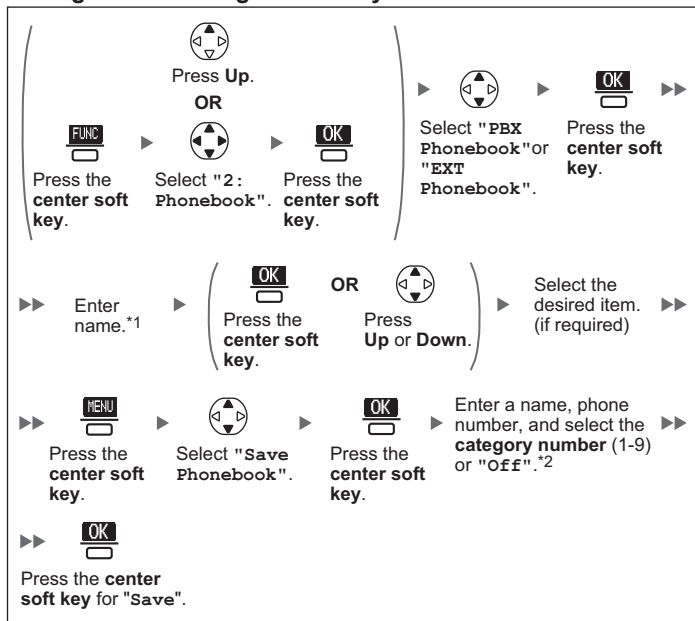 Press Up.
OR
FUNC
OK
Press the center soft key.
Select "2: Phonebook".
Press the center soft key.
Select "PBX Phonebook"or "EXT Phonebook".
OK
Press the center soft key.
Enter name.*1
OK
Press the center soft key.
OR
Press Up or Down.
Select the desired item. (if required)
MENU
Press the center soft key.
Select "Save Phonebook".
OK
Press the center soft key.
Enter a name, phone number, and select the category number (1-9) or "Off".*2
OK
Press the center soft key for "Save".